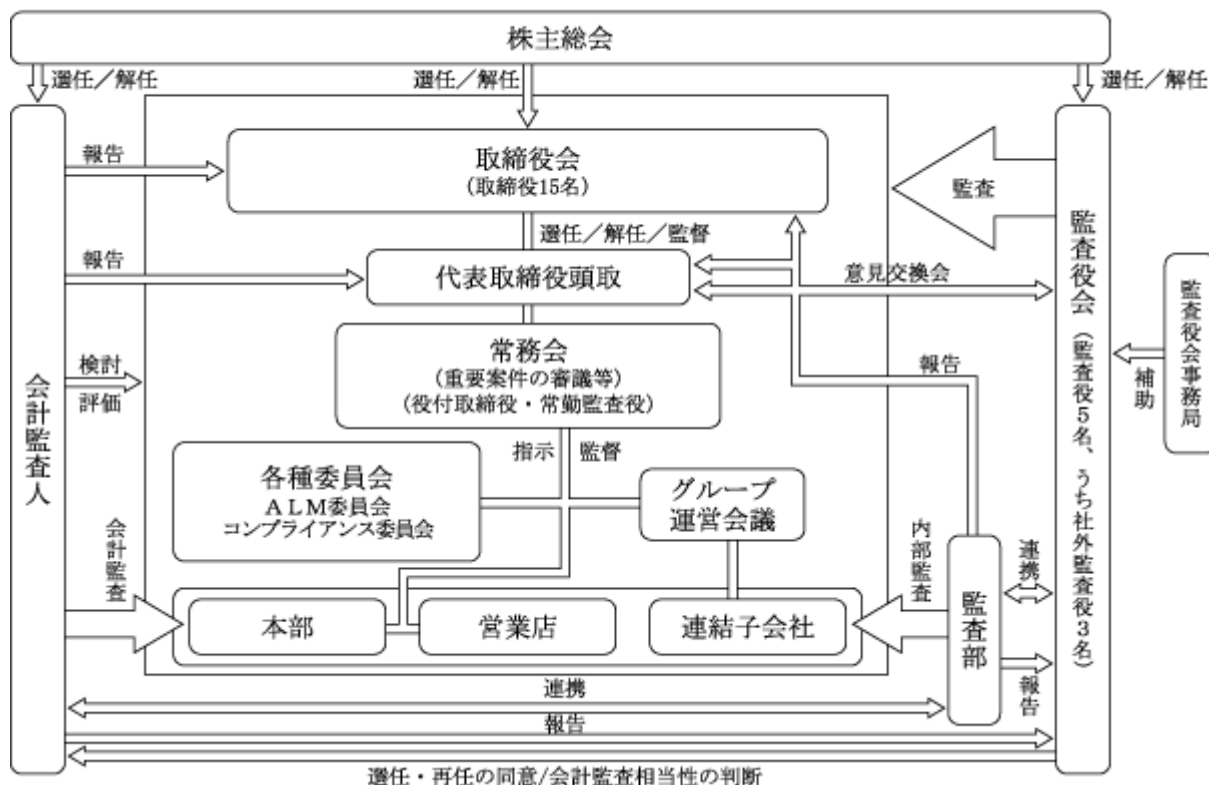 株主総会
選任／解任
選任／解任
選任／解任
報告
取締役会
(取締役15名)
監査
選任／解任／監督
報告
代表取締役頭取
意見交換会
常務会
(重要案件の審議等)
(役付取締役・常勤監査役)
検討
評価
報告
会計監査人
監査役会(監査役5名、うち社外監査役3名)
補助
監査役会事務局
指示
監督
各種委員会
ＡＬＭ委員会
コンプライアンス委員会
グループ
運営会議
会計監査
内部監査
連携
本部
営業店
連結子会社
監査部
報告
連携
報告
選任・再任の同意/会計監査相当性の判断